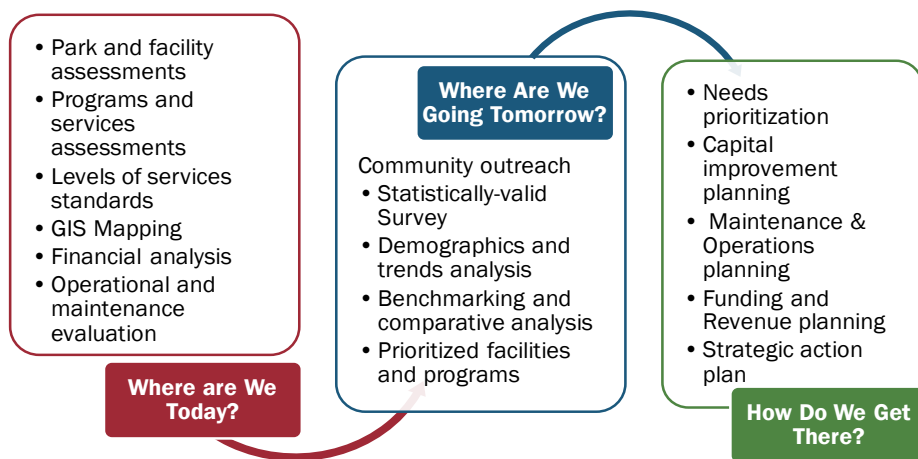 • Park and facility
assessments
• Programs and
services
assessments
• Levels of services
standards
• GIS Mapping
• Financial analysis
• Operational and
maintenance
evaluation
Where are We
Today?
Where Are We
Going Tomorrow?
Community outreach
• Statistically-valid
Survey
• Demographics and
trends analysis
• Benchmarking and
comparative analysis
• Prioritized facilities
and programs
• Needs
prioritization
• Capital
improvement
planning
• Maintenance &
Operations
planning
• Funding and
Revenue planning
• Strategic action
plan
How Do We Get
There?